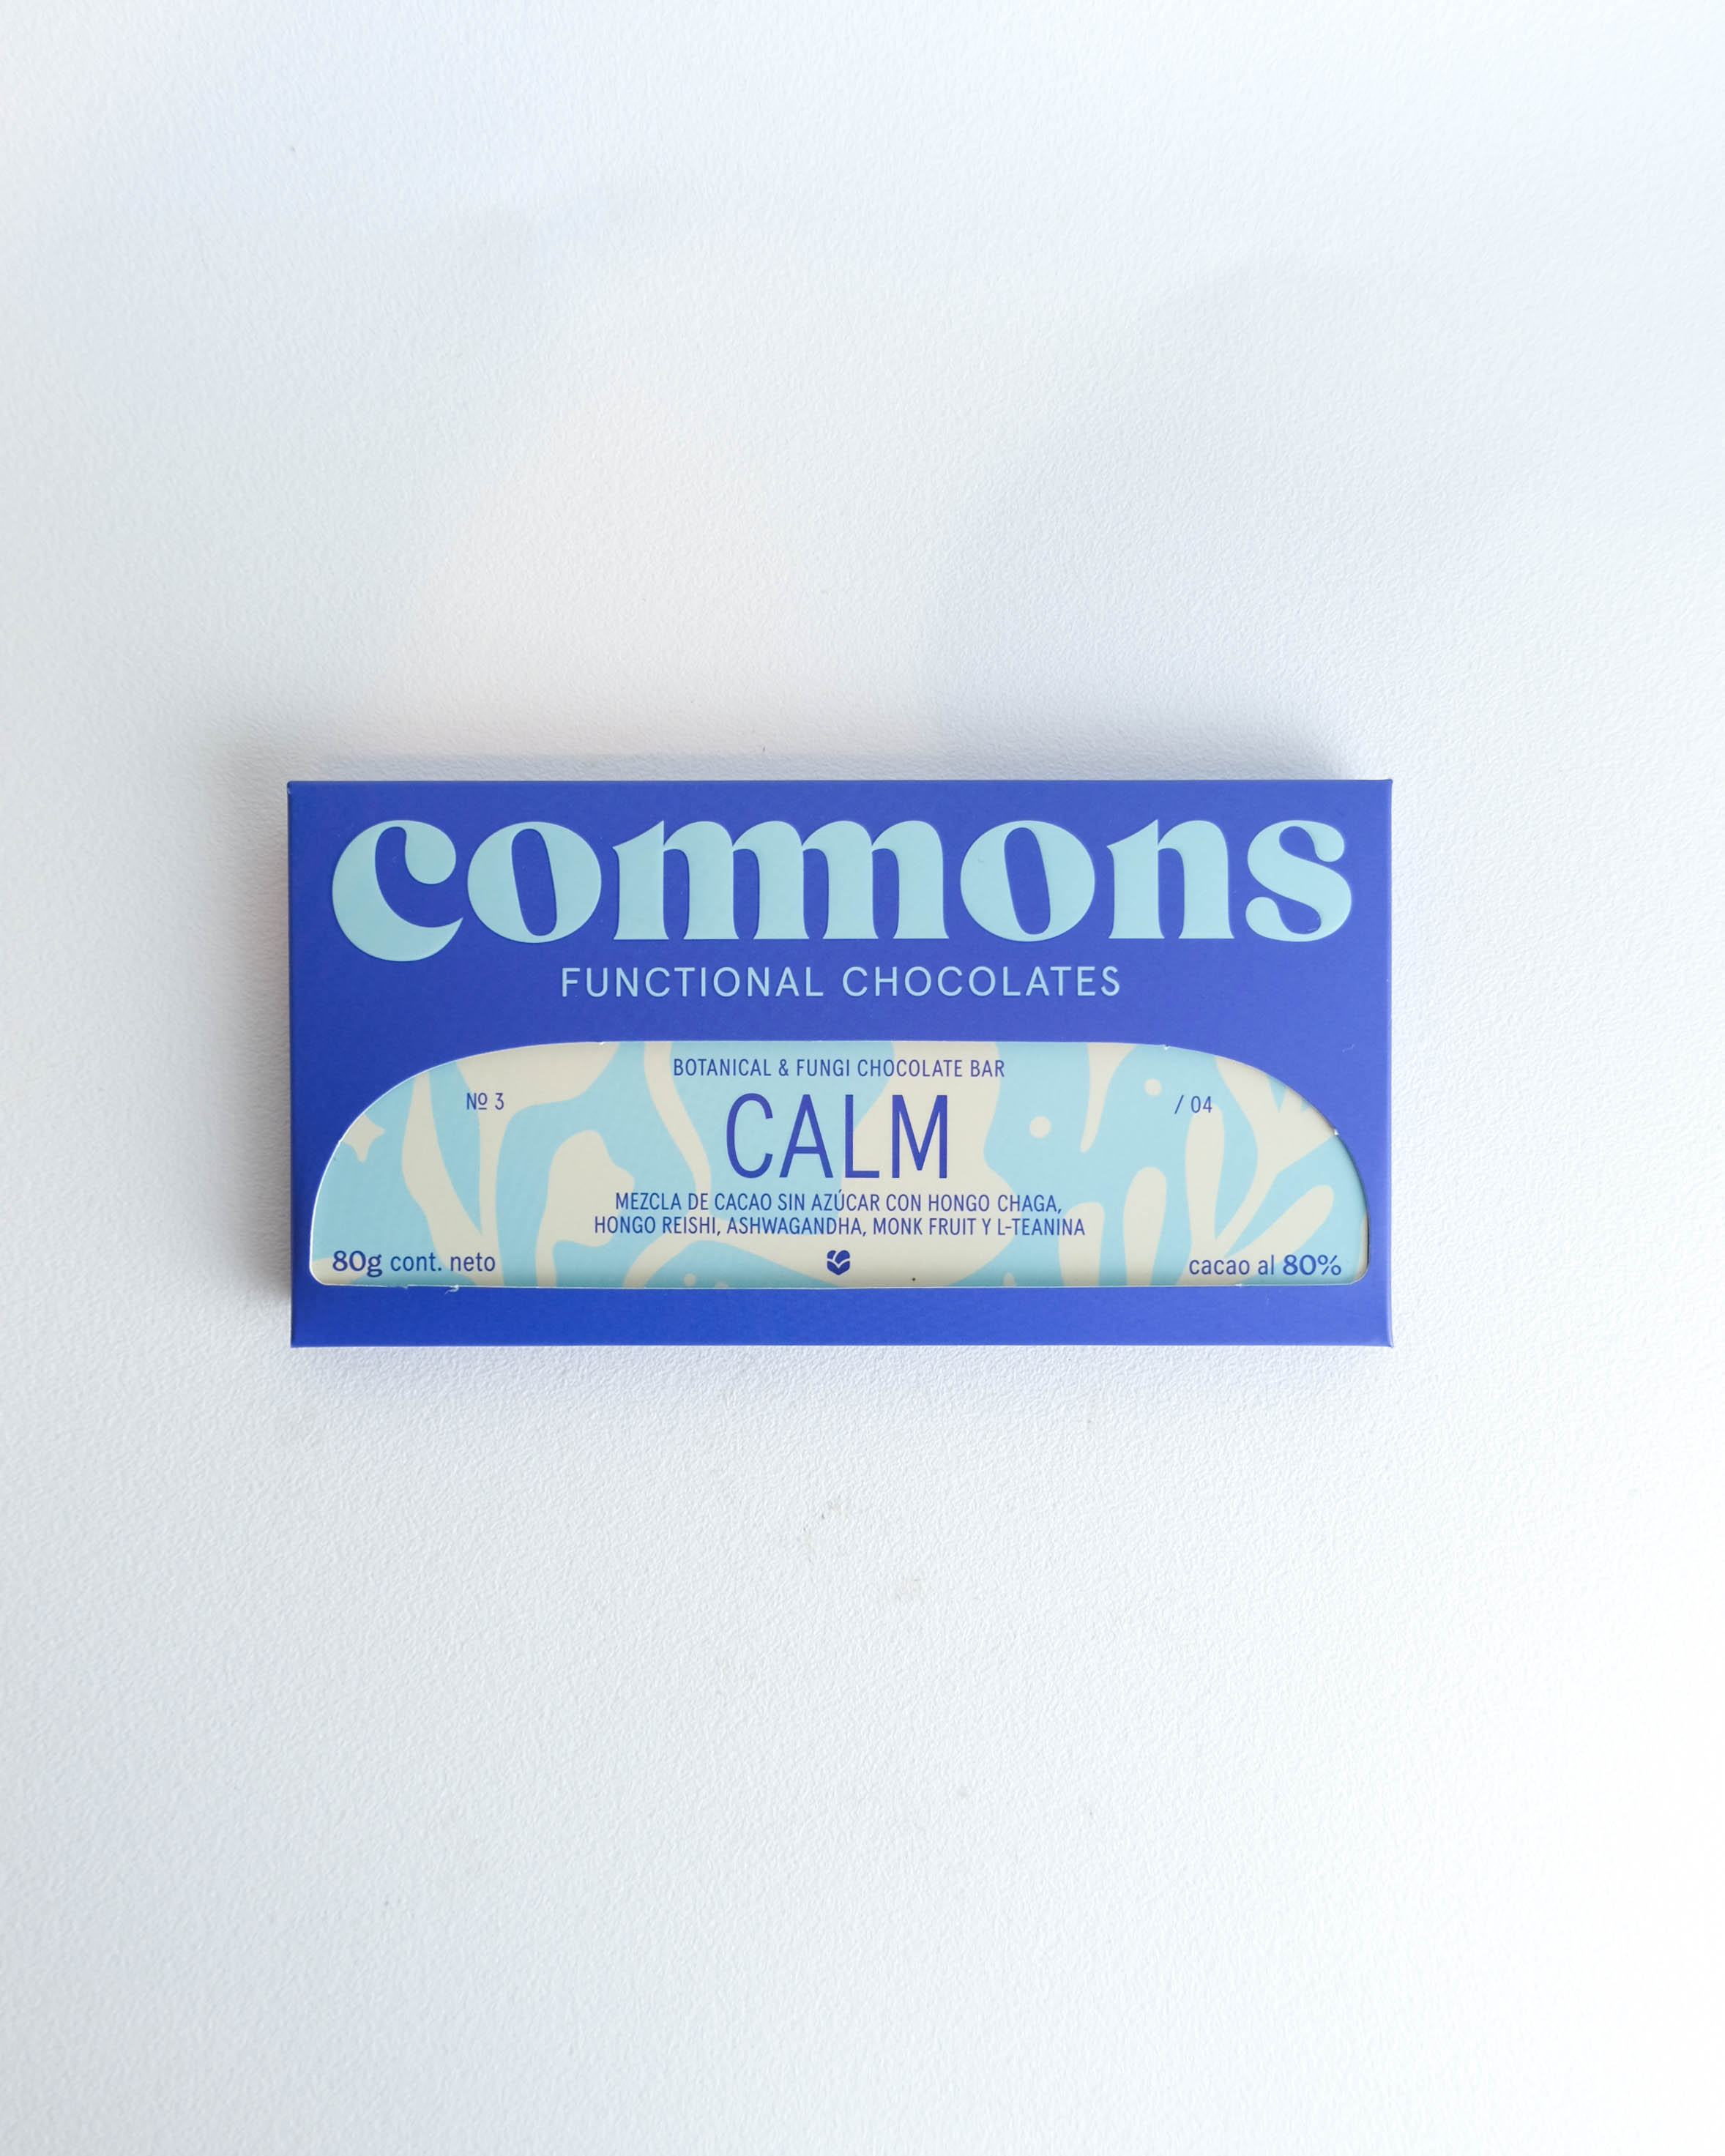 commons
FUNCTIONAL CHOCOLATES
BOTANICAL & FUNGI CHOCOLATE BAR
Nº 3
/ 04
CALM
MEZCLA DE CACAO SIN AZÚCAR CON HONGO CHAGA,
HONGO REISHI, ASHWAGANDHA, MONK FRUIT Y L-TEANINA
80g cont. neto
cacao al 80%